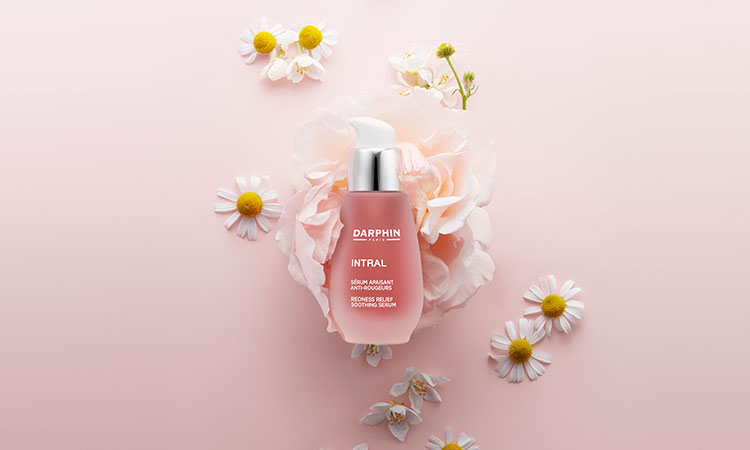 DARPHIN
PARIS
INTRAL
SÉRUM APAISANT
ANTI-ROUGEURS
REDNESS RELIEF
SOOTHING SERUM